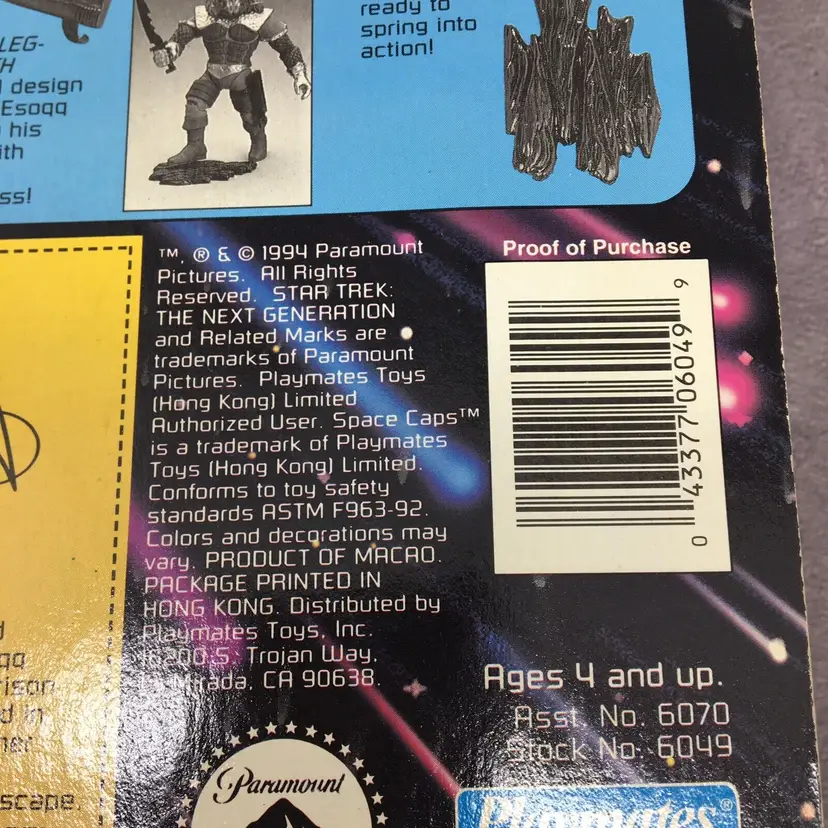 LEG-
design
Esoqq
his
ss!
ready to
spring into
action!
™, ® & © 1994 Paramount
Pictures. All Rights
Reserved. STAR TREK:
THE NEXT GENERATION
and Related Marks are
trademarks of Paramount
Pictures. Playmates Toys
(Hong Kong) Limited
Authorized User. Space Caps™
is a trademark of Playmates
Toys (Hong Kong) Limited.
Conforms to toy safety
standards ASTM F963-92.
Colors and decorations may
vary. PRODUCT OF MACAO.
PACKAGE PRINTED IN
HONG KONG. Distributed by
Playmates Toys, Inc.
16200 S. Trojan Way,
La Mirada, CA 90638.
Proof of Purchase
0 43377 06049 9
Ages 4 and up.
Asst. No. 6070
Stock No. 6049
d in
scape.
Paramount
Playmates®